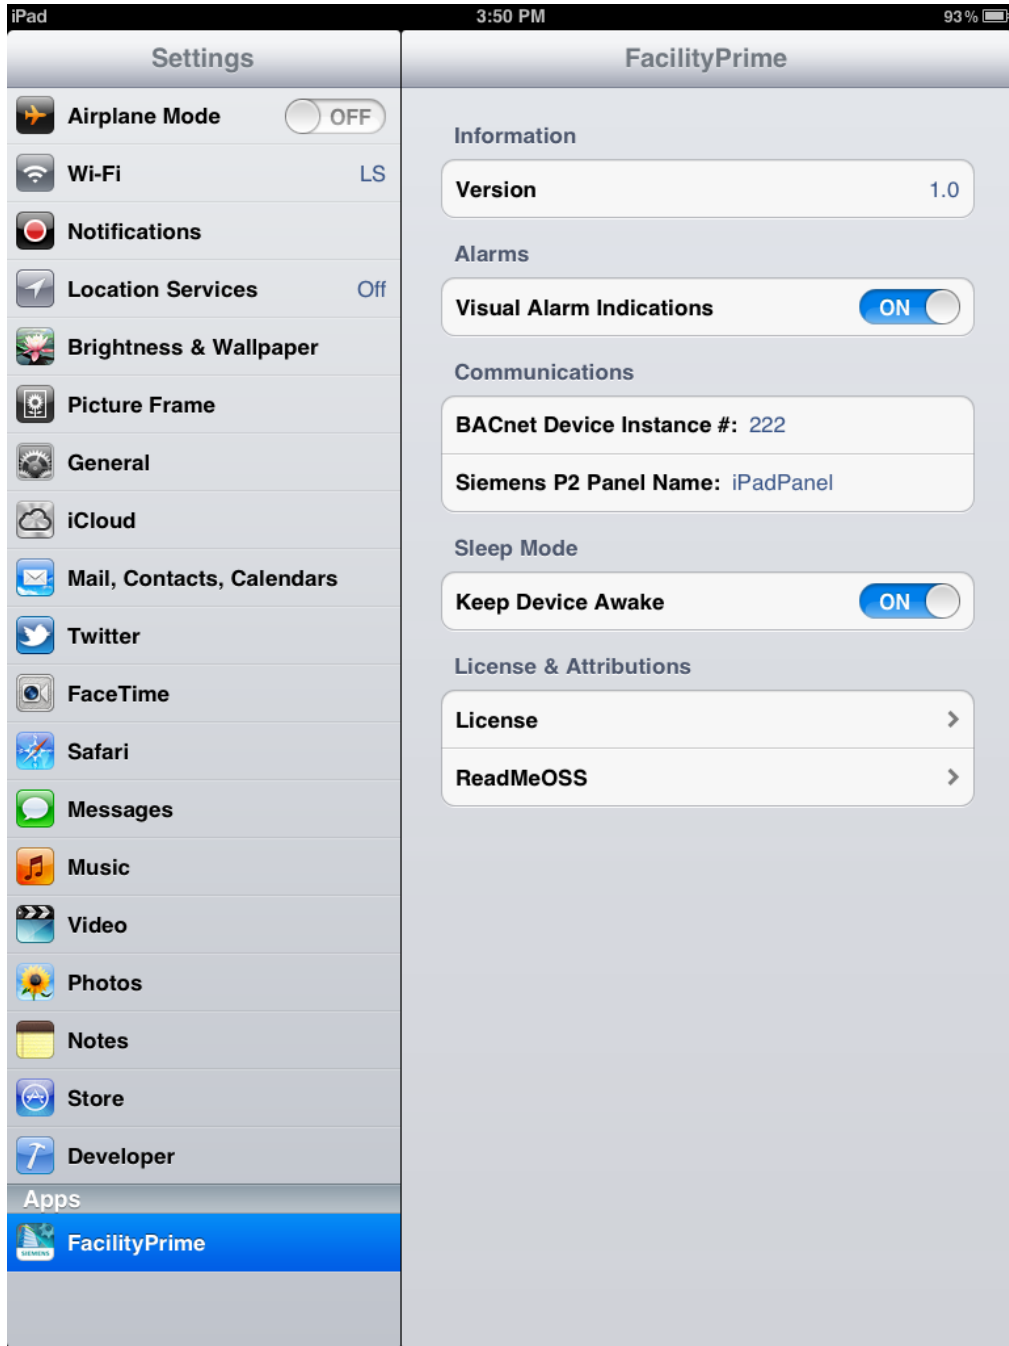 iPad 3:50 PM 93%
Settings
FacilityPrime
Airplane Mode OFF
Wi-Fi LS
Notifications
Location Services Off
Brightness & Wallpaper
Picture Frame
General
iCloud
Mail, Contacts, Calendars
Twitter
FaceTime
Safari
Messages
Music
Video
Photos
Notes
Store
Developer
Apps
SIEMENS
FacilityPrime
Information
Version 1.0
Alarms
Visual Alarm Indications ON
Communications
BACnet Device Instance #: 222
Siemens P2 Panel Name: iPadPanel
Sleep Mode
Keep Device Awake ON
License & Attributions
License
ReadMeOSS